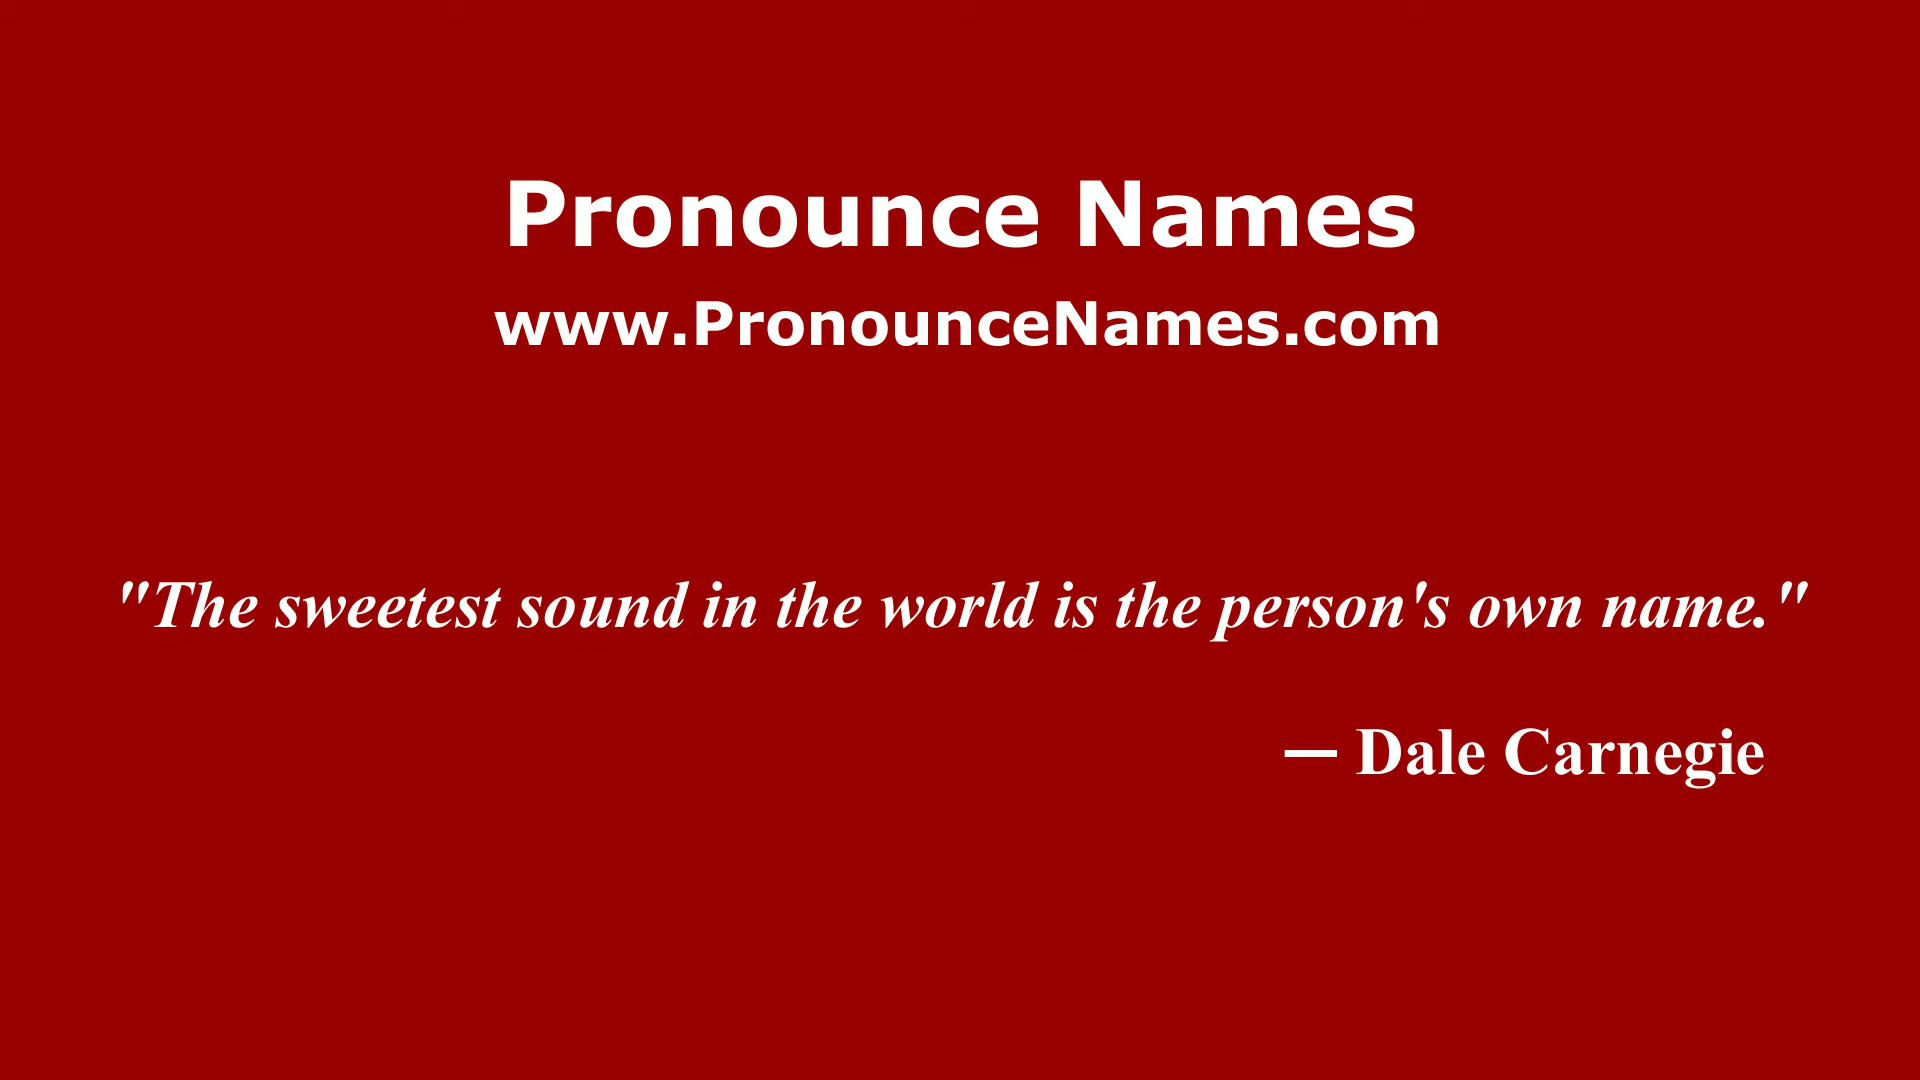 Pronounce Names
www.PronounceNames.com
"The sweetest sound in the world is the person's own name."
— Dale Carnegie